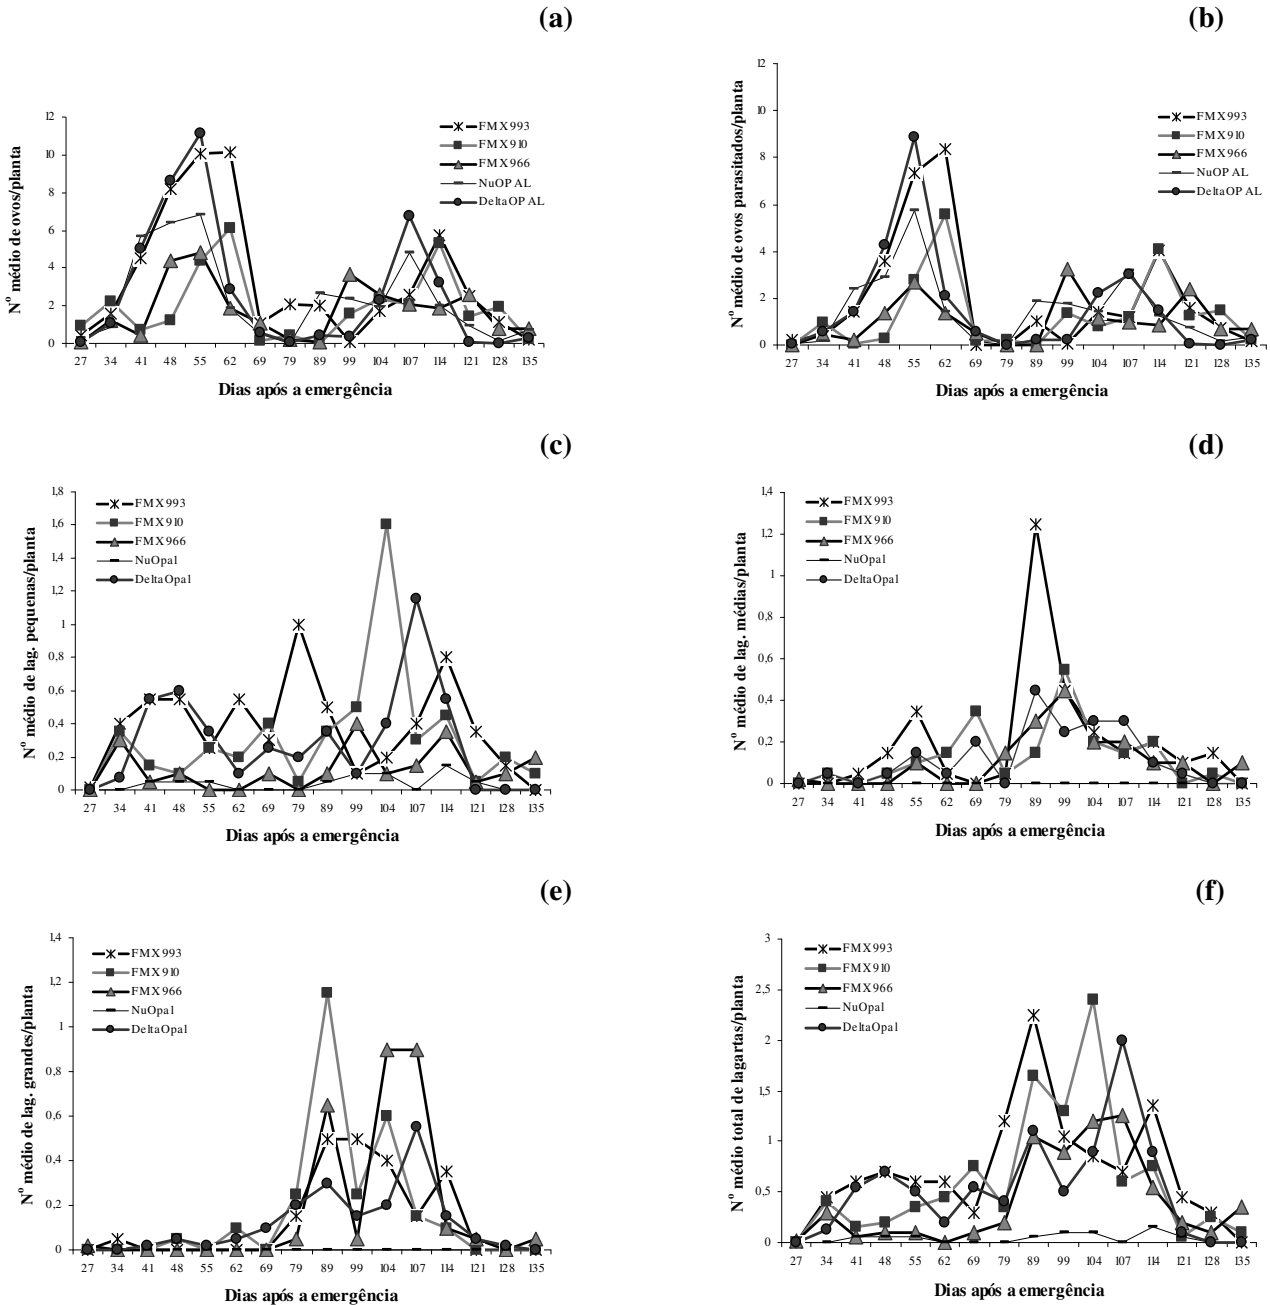 (a)
12
10
8
6
4
2
0
27 34 41 48 55 62 69 79 89 99 104 107 114 121 128 135
Nº médio de ovos/planta
Dias após a emergência
FMX993
FMX910
FMX966
NuOPAL
DeltaOPAL
(b)
12
10
8
6
4
2
0
27 34 41 48 55 62 69 79 89 99 104 107 114 121 128 135
Nº médio de ovos parasitados/planta
Dias após a emergência
FMX993
FMX910
FMX966
NuOPAL
DeltaOPAL
(c)
1,8
1,6
1,4
1,2
1
0,8
0,6
0,4
0,2
0
27 34 41 48 55 62 69 79 89 99 104 107 114 121 128 135
Nº médio de lag. pequenas/planta
Dias após a emergência
FMX993
FMX910
FMX966
NuOpal
DeltaOpal
(d)
1,4
1,2
1
0,8
0,6
0,4
0,2
0
27 34 41 48 55 62 69 79 89 99 104 107 114 121 128 135
Nº médio de lag. médias/planta
Dias após a emergência
FMX993
FMX910
FMX966
NuOpal
DeltaOpal
(e)
1,4
1,2
1
0,8
0,6
0,4
0,2
0
27 34 41 48 55 62 69 79 89 99 104 107 114 121 128 135
Nº médio de lag. grandes/planta
Dias após a emergência
FMX993
FMX910
FMX966
NuOpal
DeltaOpal
(f)
3
2,5
2
1,5
1
0,5
0
27 34 41 48 55 62 69 79 89 99 104 107 114 121 128 135
Nº médio total de lagartas/planta
Dias após a emergência
FMX993
FMX910
FMX966
NuOpal
DeltaOpal